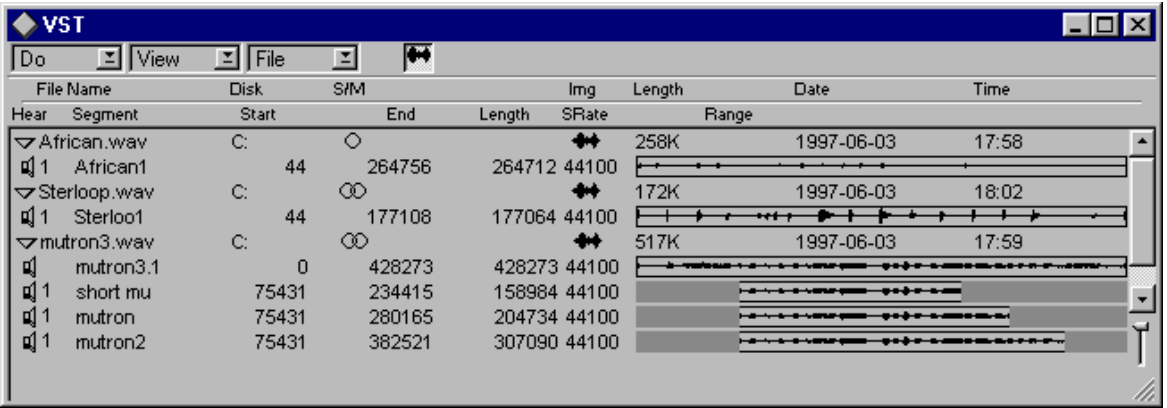 VST
Do View File
File Name Disk S/M Img Length Date Time
Hear Segment Start End Length SRate Range
African.wav C: 258K 1997-06-03 17:58
1 African1 44 264756 264712 44100
Sterloop.wav C: 172K 1997-06-03 18:02
1 Sterloo1 44 177108 177064 44100
mutron3.wav C: 517K 1997-06-03 17:59
mutron3.1 0 428273 428273 44100
1 short mu 75431 234415 158984 44100
1 mutron 75431 280165 204734 44100
1 mutron2 75431 382521 307090 44100